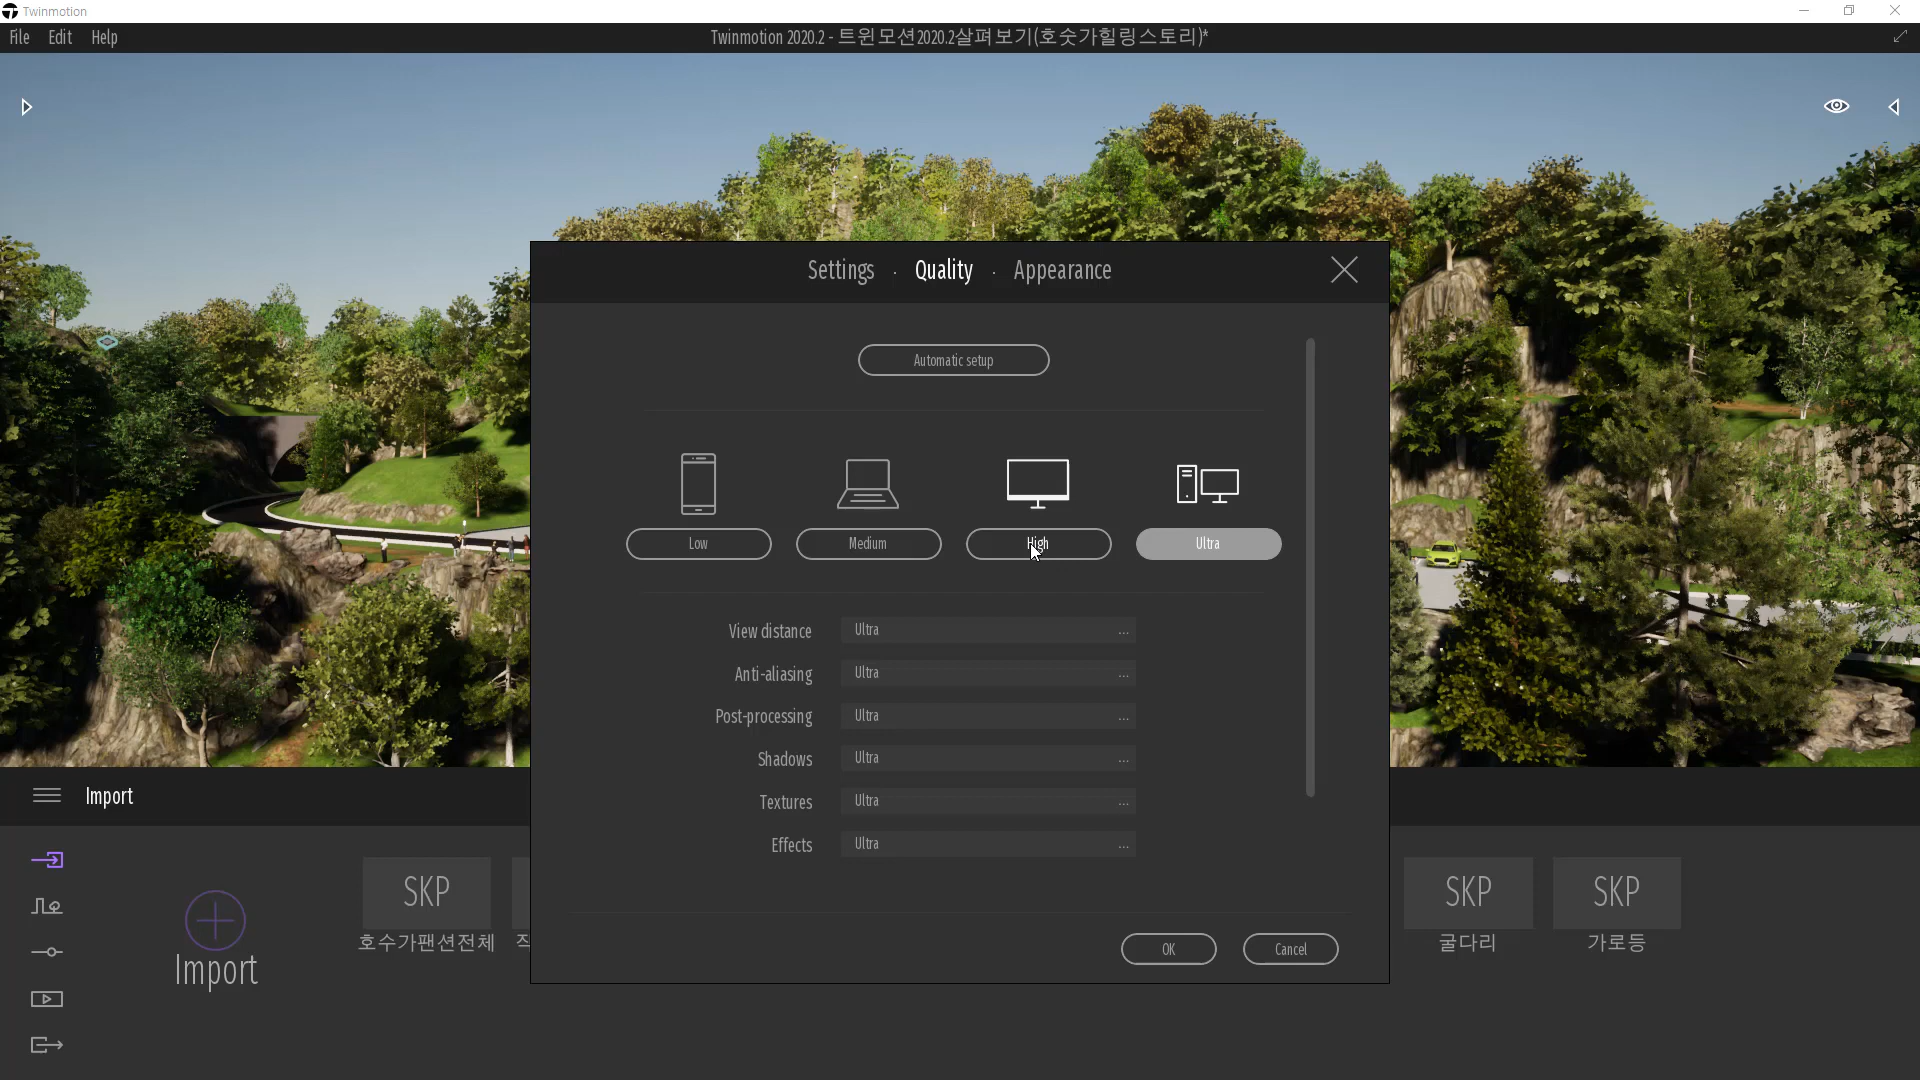 Twinmotion
File Edit Help
Twinmotion 2020.2 - 트윈모션2020.2살펴보기(호숫가힐링스토리)*
Settings · Quality · Appearance
Automatic setup
Low Medium High Ultra
View distance Ultra ...
Anti-aliasing Ultra ...
Post-processing Ultra ...
Shadows Ultra ...
Textures Ultra ...
Effects Ultra ...
OK Cancel
Import
Import
SKP
호수가팬션전체
SKP
굴다리
SKP
가로등